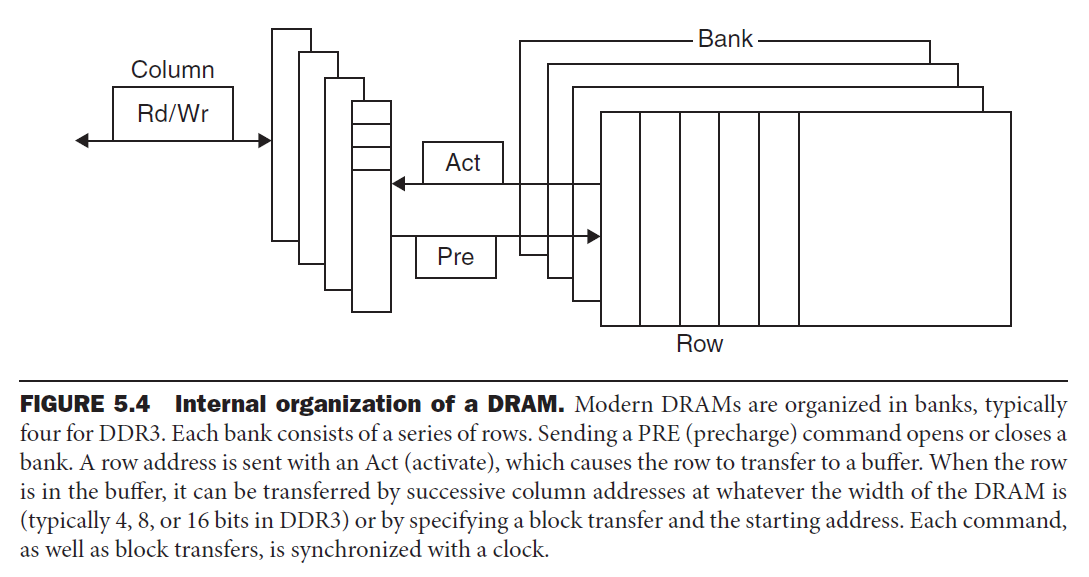 Bank
Column
Rd/Wr
Act
Pre
Row
FIGURE 5.4 Internal organization of a DRAM. Modern DRAMs are organized in banks, typically
four for DDR3. Each bank consists of a series of rows. Sending a PRE (precharge) command opens or closes a
bank. A row address is sent with an Act (activate), which causes the row to transfer to a buffer. When the row
is in the buffer, it can be transferred by successive column addresses at whatever the width of the DRAM is
(typically 4, 8, or 16 bits in DDR3) or by specifying a block transfer and the starting address. Each command,
as well as block transfers, is synchronized with a clock.